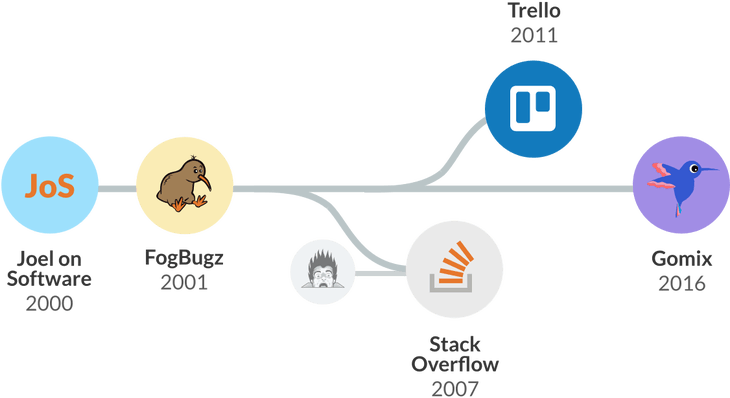 Trello
2011
JoS
Joel on
Software
2000
FogBugz
2001
Stack
Overflow
2007
Gomix
2016